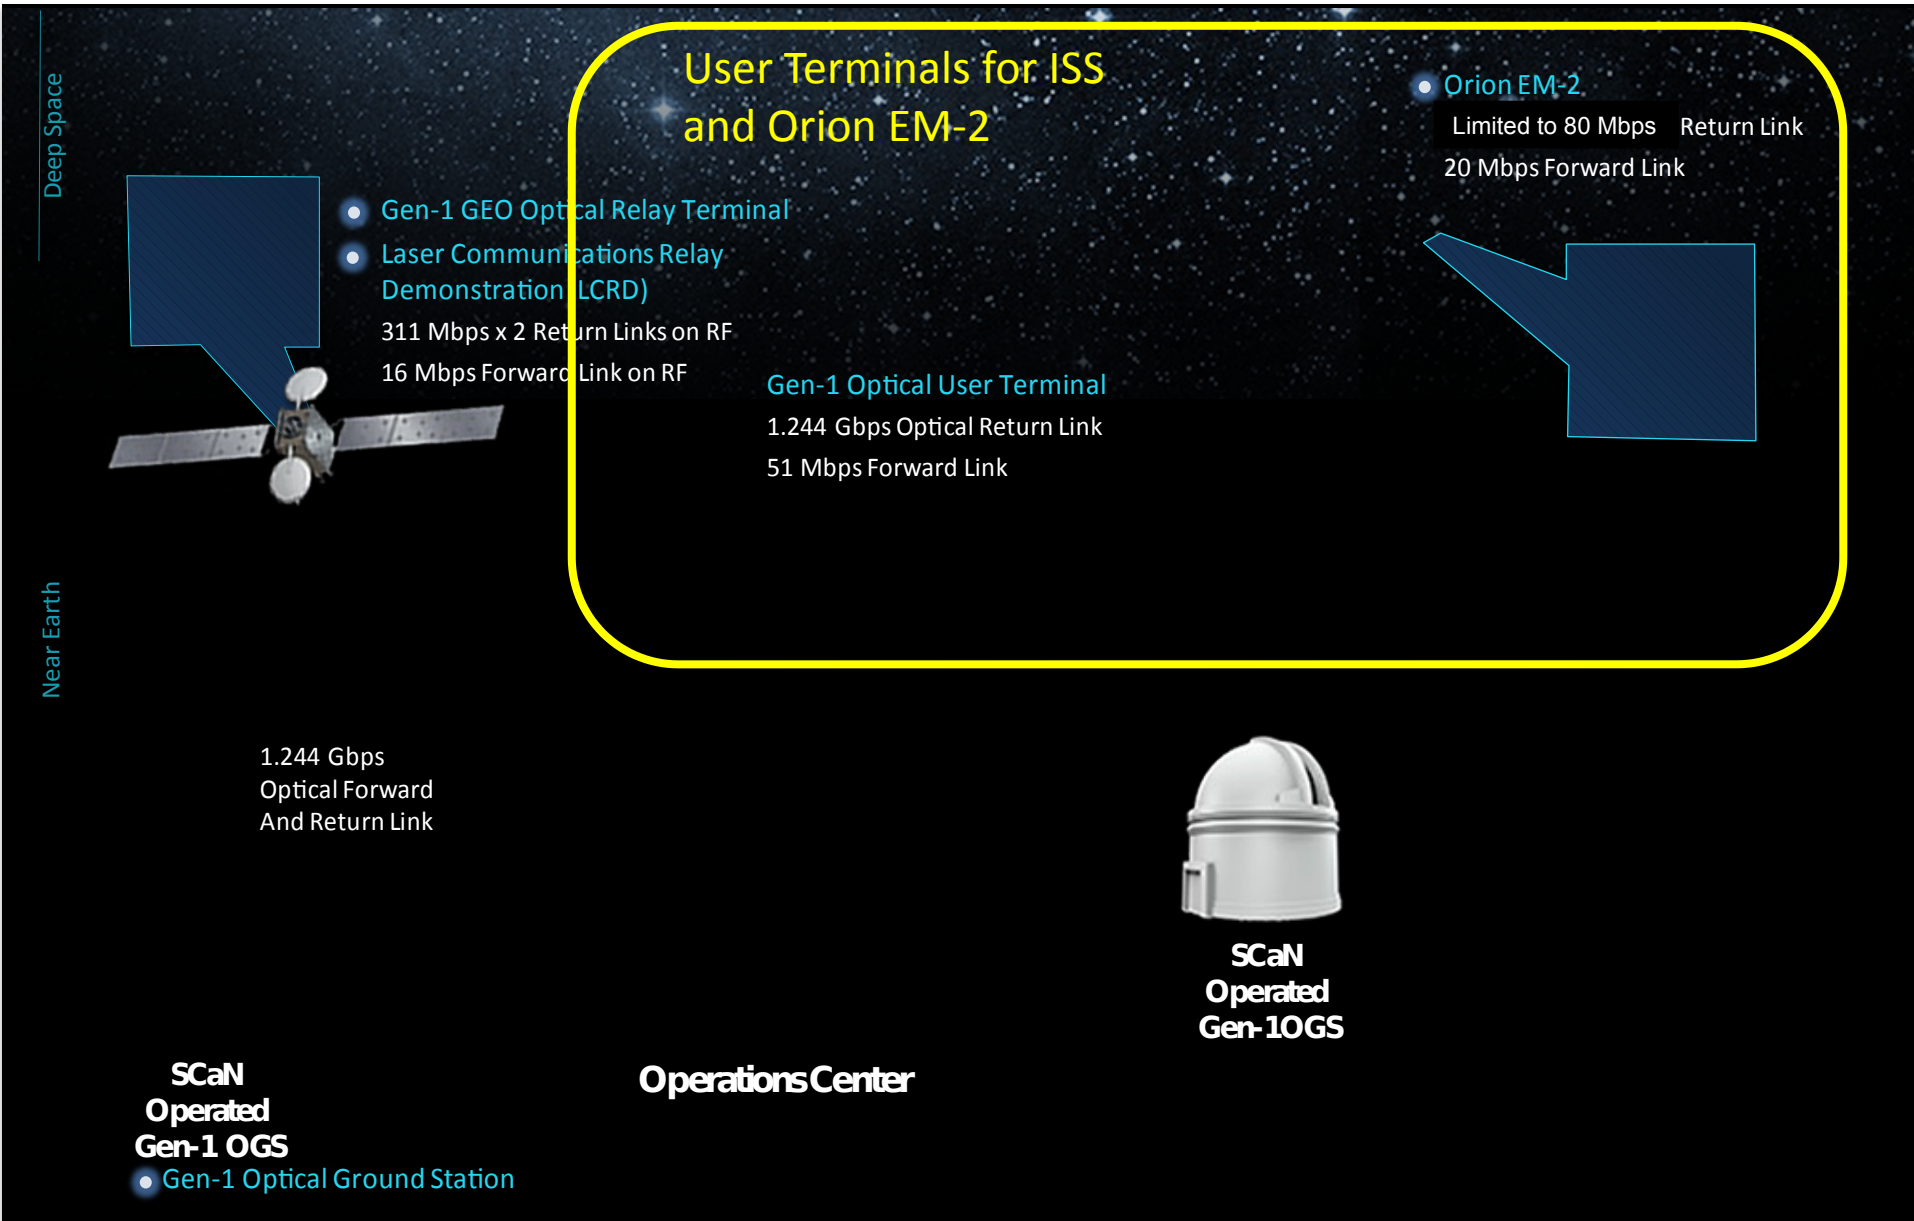 Deep Space
User Terminals for ISS
and Orion EM-2
Orion EM-2
Limited to 80 Mbps Return Link
20 Mbps Forward Link
Gen-1 GEO Optical Relay Terminal
Laser Communications Relay
Demonstration (LCRD)
311 Mbps x 2 Return Links on RF
16 Mbps Forward Link on RF
Gen-1 Optical User Terminal
1.244 Gbps Optical Return Link
51 Mbps Forward Link
Near Earth
1.244 Gbps
Optical Forward
And Return Link
SCaN
Operated
Gen-1OGS
SCaN
Operated
Gen-1 OGS
Gen-1 Optical Ground Station
Operations Center